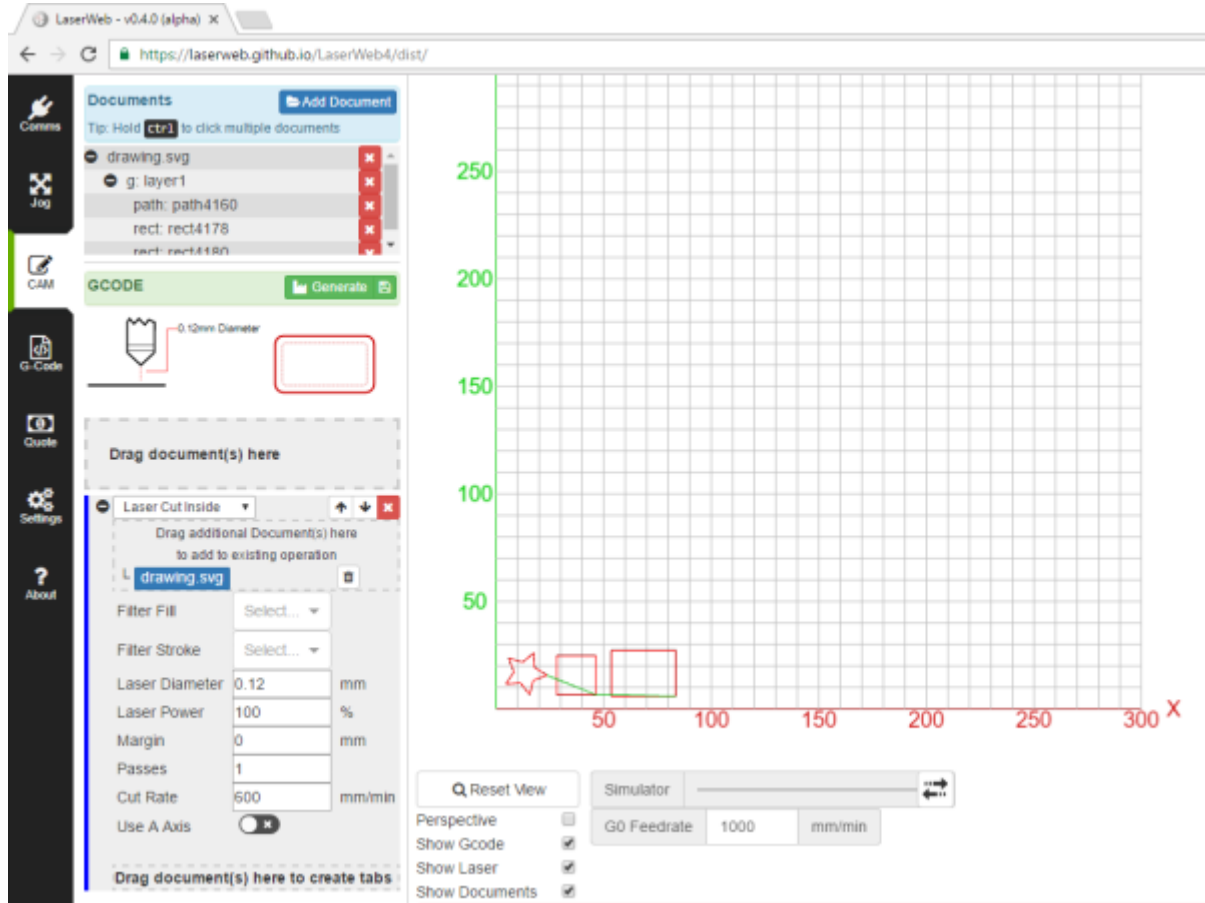 LaserWeb - v0.4.0 (alpha)
https://laserweb.github.io/LaserWeb4/dist/
Comms
Jog
CAM
G-Code
Quote
Settings
About
Documents
Add Document
Tip: Hold ctrl to click multiple documents
drawing.svg
g: layer1
path: path4160
rect: rect4178
rect: rect4180
GCODE
Generate
0.12mm Diameter
Drag document(s) here
Laser Cut Inside
Drag additional Document(s) here
to add to existing operation
drawing.svg
Filter Fill Select...
Filter Stroke Select...
Laser Diameter 0.12 mm
Laser Power 100 %
Margin 0 mm
Passes 1
Cut Rate 600 mm/min
Use A Axis
Drag document(s) here to create tabs
250
200
150
100
50
50 100 150 200 250 300 X
Reset View
Perspective
Show Gcode
Show Laser
Show Documents
Simulator
G0 Feedrate 1000 mm/min